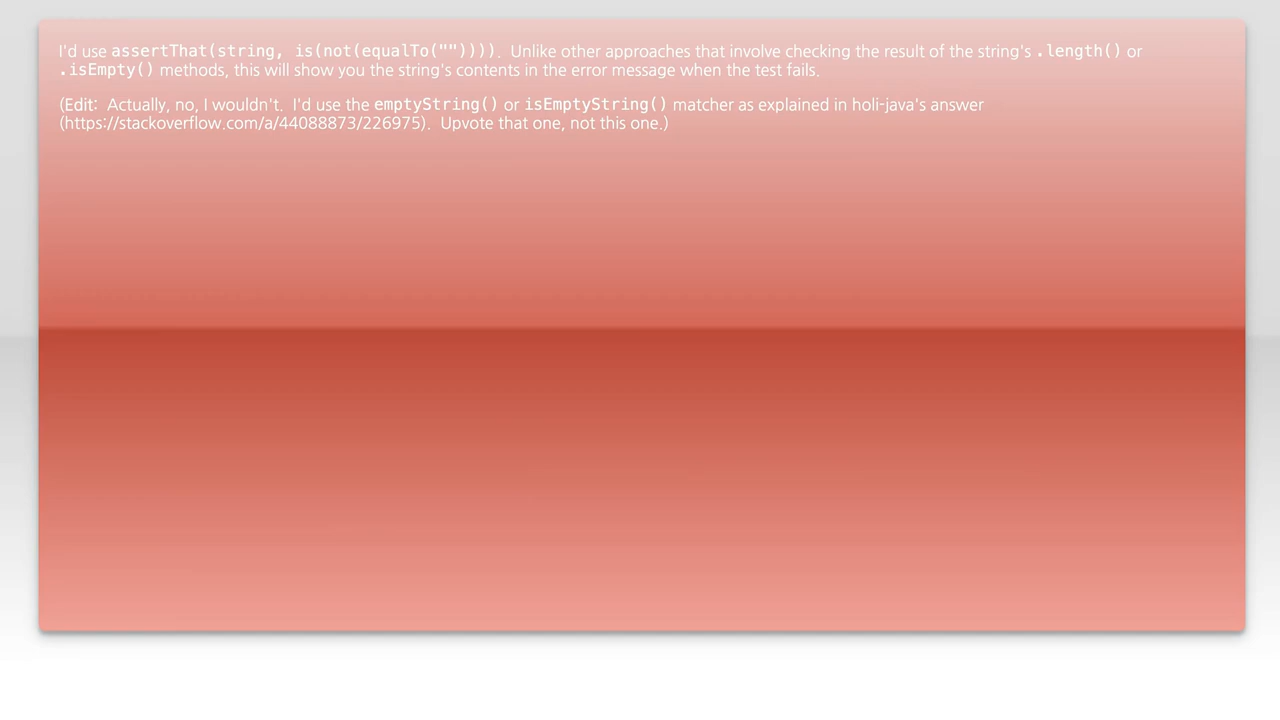 I'd use assertThat(string, is(not(equalTo("")))).  Unlike other approaches that involve checking the result of the string's .length() or
.isEmpty() methods, this will show you the string's contents in the error message when the test fails.
(Edit:  Actually, no, I wouldn't.  I'd use the emptyString() or isEmptyString() matcher as explained in holi-java's answer
(https://stackoverflow.com/a/44088873/226975).  Upvote that one, not this one.)